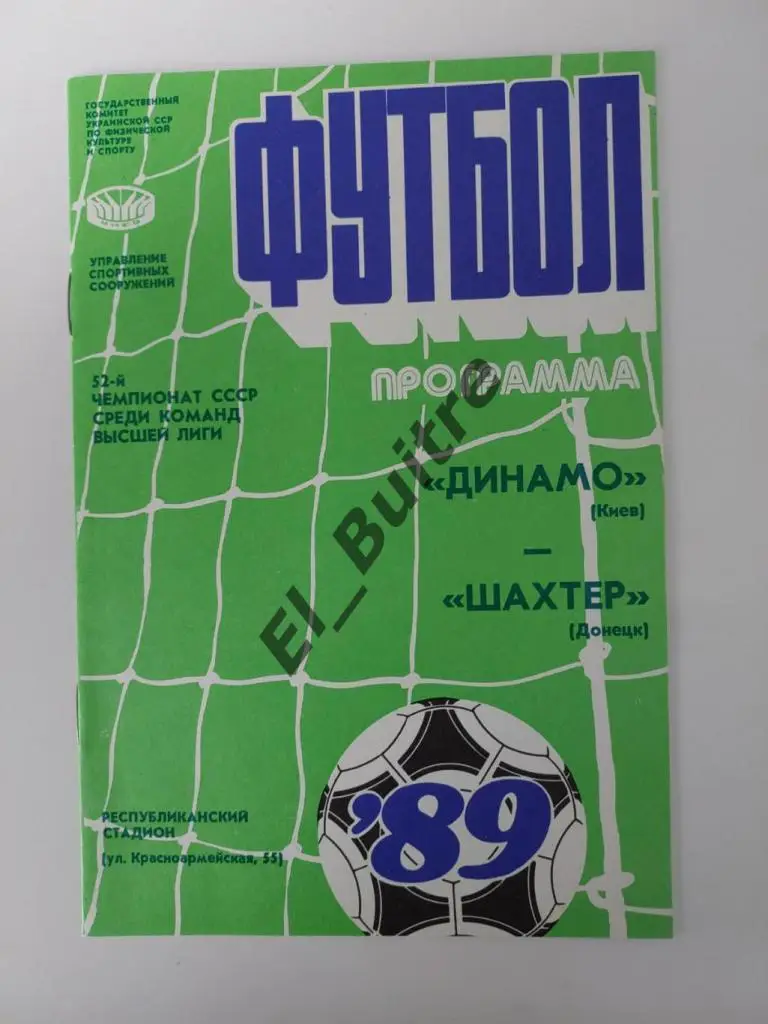 ГОСУДАРСТВЕННЫЙ
КОМИТЕТ
УКРАИНСКОЙ ССР
ПО ФИЗИЧЕСКОЙ
КУЛЬТУРЕ
И СПОРТУ
УПРАВЛЕНИЕ
СПОРТИВНЫХ
СООРУЖЕНИЙ
ФУТБОЛ
ПРОГРАММА
52-й
ЧЕМПИОНАТ СССР
СРЕДИ КОМАНД
ВЫСШЕЙ ЛИГИ
«ДИНАМО»
(Киев)
—
«ШАХТЕР»
(Донецк)
El_Buitre
РЕСПУБЛИКАНСКИЙ
СТАДИОН
(ул. Красноармейская, 55)
'89